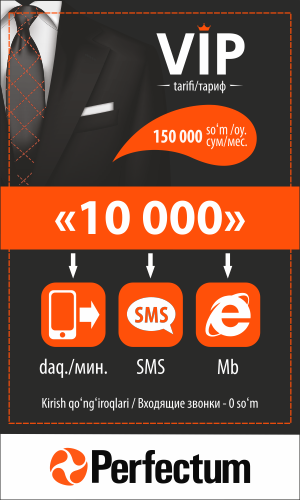 VIP
tarifi/тариф
150 000 so‘m /oy.
сум/мес.
«10 000»
SMS
daq./мин. SMS Mb
Kirish qo‘ng‘iroqlari / Входящие звонки - 0 so‘m
Perfectum